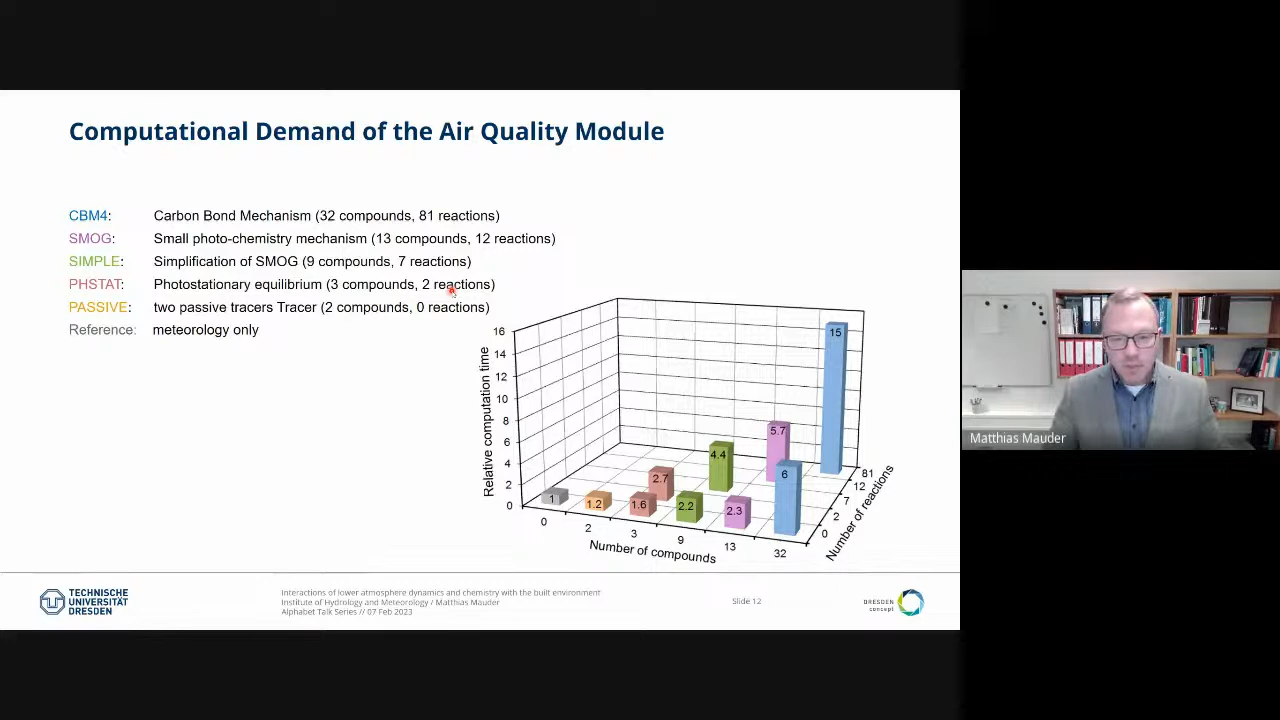 Computational Demand of the Air Quality Module
CBM4: Carbon Bond Mechanism (32 compounds, 81 reactions)
SMOG: Small photo-chemistry mechanism (13 compounds, 12 reactions)
SIMPLE: Simplification of SMOG (9 compounds, 7 reactions)
PHSTAT: Photostationary equilibrium (3 compounds, 2 reactions)
PASSIVE: two passive tracers Tracer (2 compounds, 0 reactions)
Reference: meteorology only
Relative computation time
16
14
12
10
8
6
4
2
0
15
5.7
4.4
2.7
6
1
1.2
1.6
2.2
2.3
0
2
3
9
13
32
Number of compounds
81
12
7
2
0
Number of reactions
TECHNISCHE
UNIVERSITÄT
DRESDEN
Interactions of lower atmosphere dynamics and chemistry with the built environment
Institute of Hydrology and Meteorology / Matthias Mauder
Alphabet Talk Series // 07 Feb 2023
Slide 12
DRESDEN
concept
Matthias Mauder